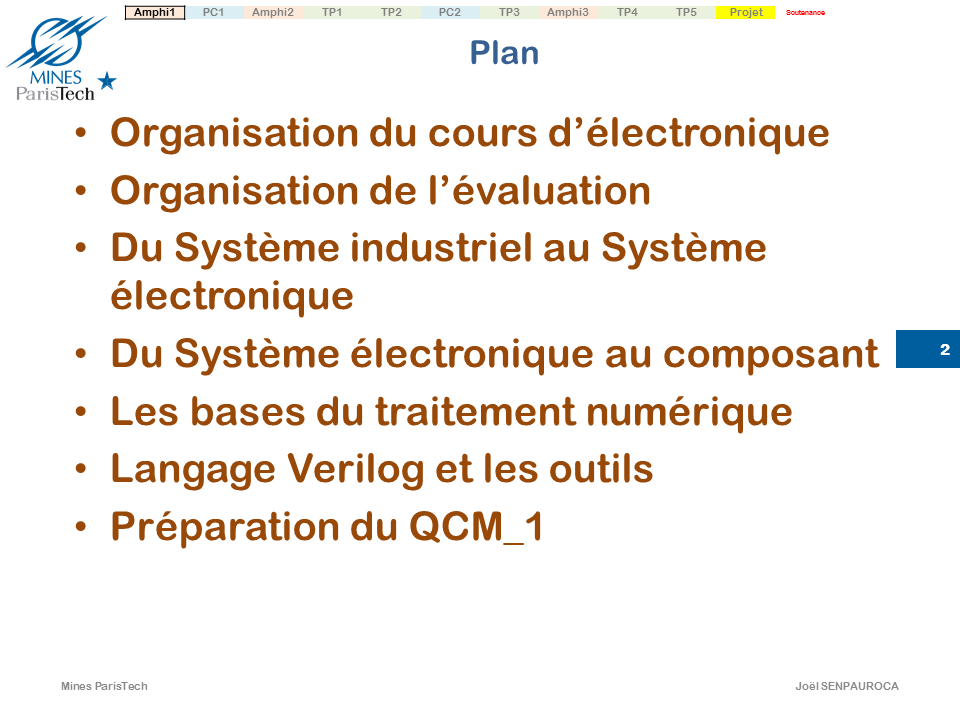 Amphi1 PC1 Amphi2 TP1 TP2 PC2 TP3 Amphi3 TP4 TP5 Projet Soutenance
MINES
ParisTech
Plan
• Organisation du cours d’électronique
• Organisation de l’évaluation
• Du Système industriel au Système
électronique
• Du Système électronique au composant
2
• Les bases du traitement numérique
• Langage Verilog et les outils
• Préparation du QCM_1
Mines ParisTech
Joël SENPAUROCA